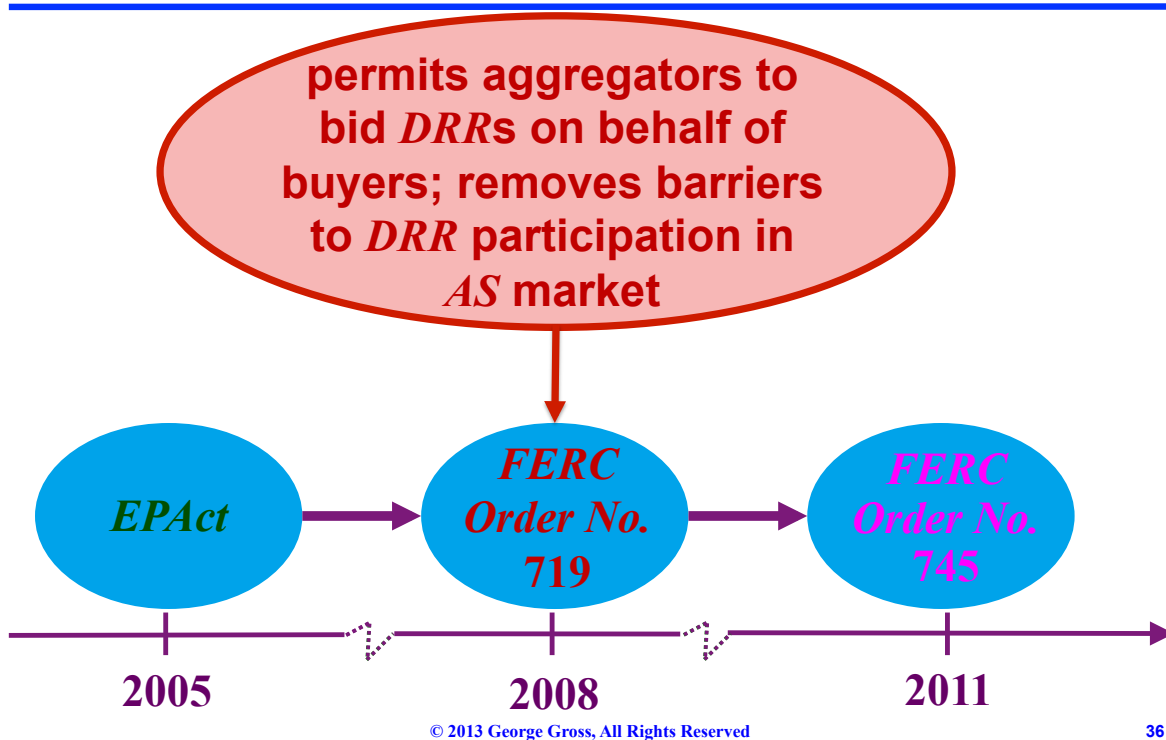 permits aggregators to
bid DRRs on behalf of
buyers; removes barriers
to DRR participation in
AS market
EPAct
FERC
Order No.
719
FERC
Order No.
745
2005
2008
2011
© 2013 George Gross, All Rights Reserved
36